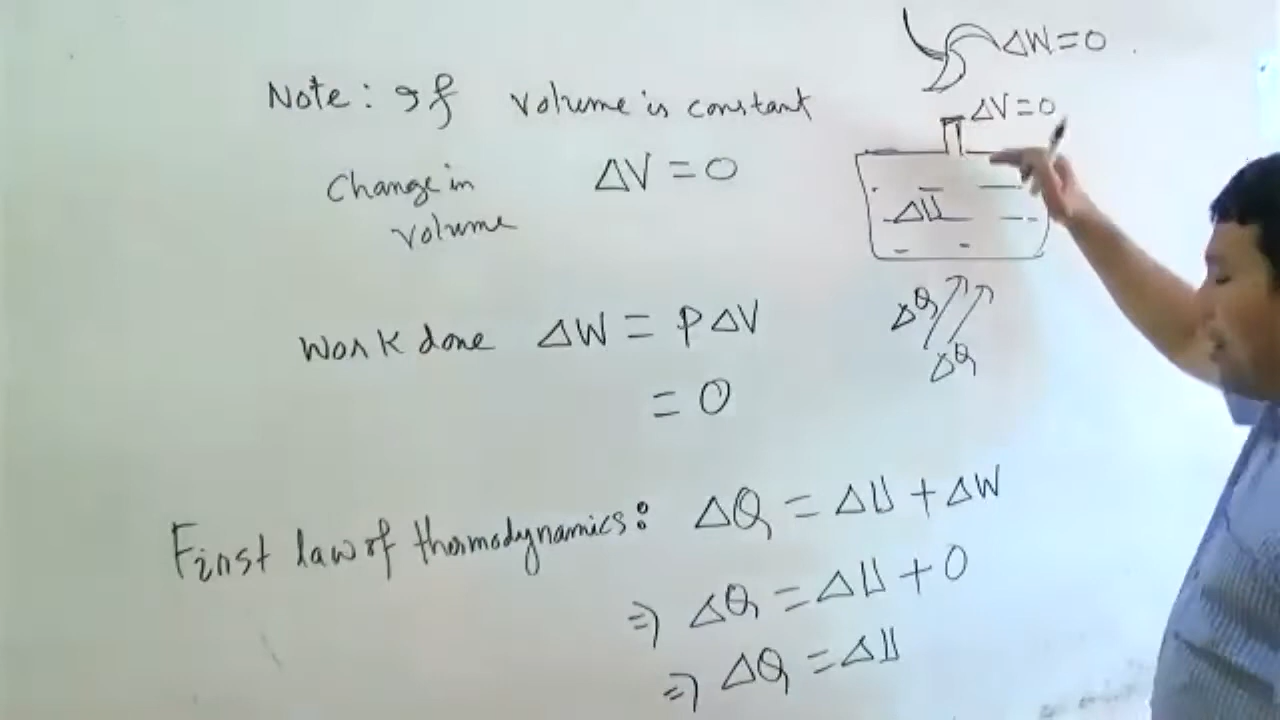 Note: If volume is constant
Change in volume ΔV = 0
Work done ΔW = PΔV
= 0
First law of thermodynamics: ΔQ = ΔU + ΔW
⇒ ΔQ = ΔU + 0
⇒ ΔQ = ΔU
ΔW = 0
ΔV = 0
ΔU
ΔQ
ΔQ